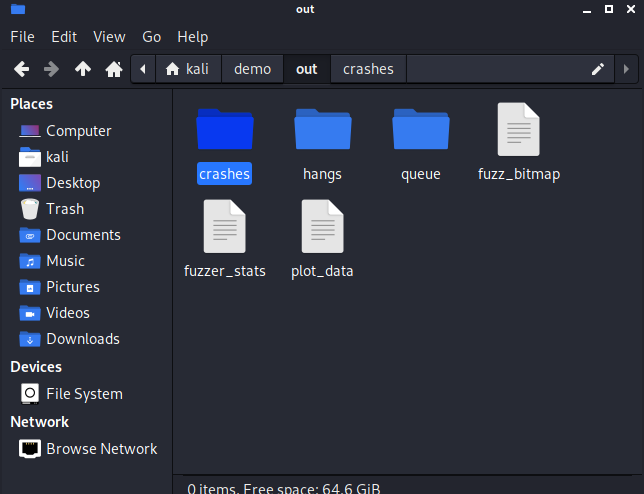 out
File Edit View Go Help
kali demo out crashes
Places
Computer
kali
Desktop
Trash
Documents
Music
Pictures
Videos
Downloads
Devices
File System
Network
Browse Network
crashes hangs queue fuzz_bitmap
fuzzer_stats plot_data
0 items, Free space: 64.6 GiB